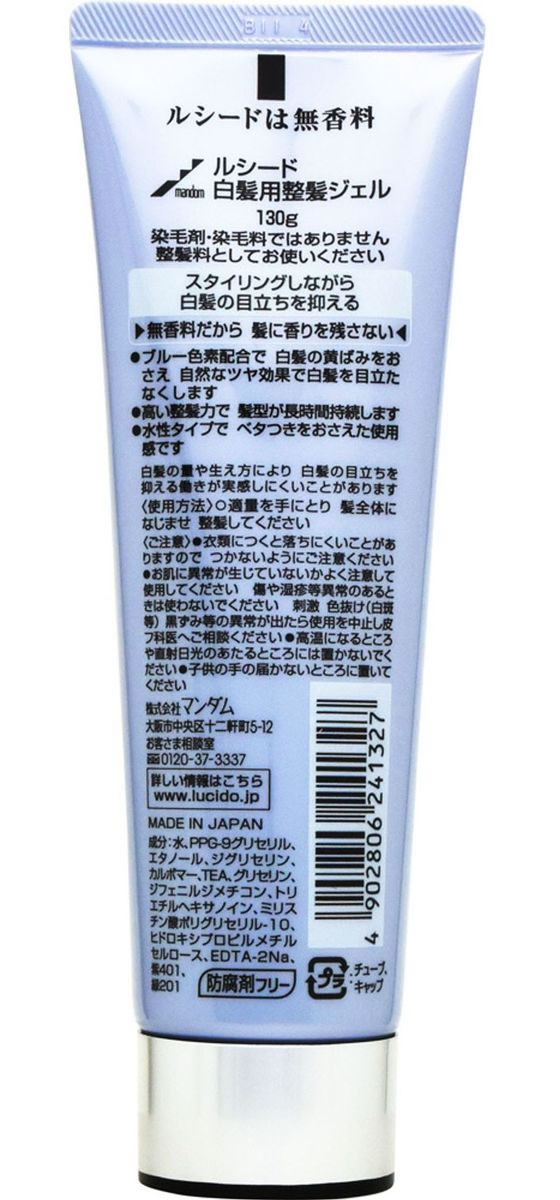 B11 4
ルシードは無香料
mandom
ルシード
白髪用整髪ジェル
130g
染毛剤・染毛料ではありません
整髪料としてお使いください
スタイリングしながら
白髪の目立ちを抑える
▶無香料だから 髪に香りを残さない◀
●ブルー色素配合で 白髪の黄ばみをお
さえ 自然なツヤ効果で白髪を目立た
なくします
●高い整髪力で 髪型が長時間持続します
●水性タイプで ベタつきをおさえた使用
感です
白髪の量や生え方により 白髪の目立ちを
抑える働きが実感しにくいことがあります
〈使用方法〉○適量を手にとり 髪全体に
なじませ 整髪してください
〈ご注意〉●衣類につくと落ちにくいことがあ
りますので つかないようにご注意ください
●お肌に異常が生じていないかよく注意して
使用してください 傷や湿疹等異常のあると
きは使わないでください 刺激 色抜け(白斑
等) 黒ずみ等の異常が出たら使用を中止し皮
フ科医へご相談ください●高温になるところ
や直射日光のあたるところには置かないでく
ださい●子供の手の届かないところに置いて
ください
株式会社マンダム
大阪市中央区十二軒町5-12
お客さま相談室
0120-37-3337
詳しい情報はこちら
www.lucido.jp
MADE IN JAPAN
成分:水、PPG-9ジグリセリル、
エタノール、ジグリセリン、
カルボマー、TEA、グリセリン、
ジフェニルジメチコン、トリ
エチルヘキサノイン、ミリス
チン酸ポリグリセリル-10、
ヒドロキシプロピルメチル
セルロース、EDTA-2Na、
紫401、
緑201
防腐剤フリー
プラ
チューブ、
キャップ
4 902806 241327